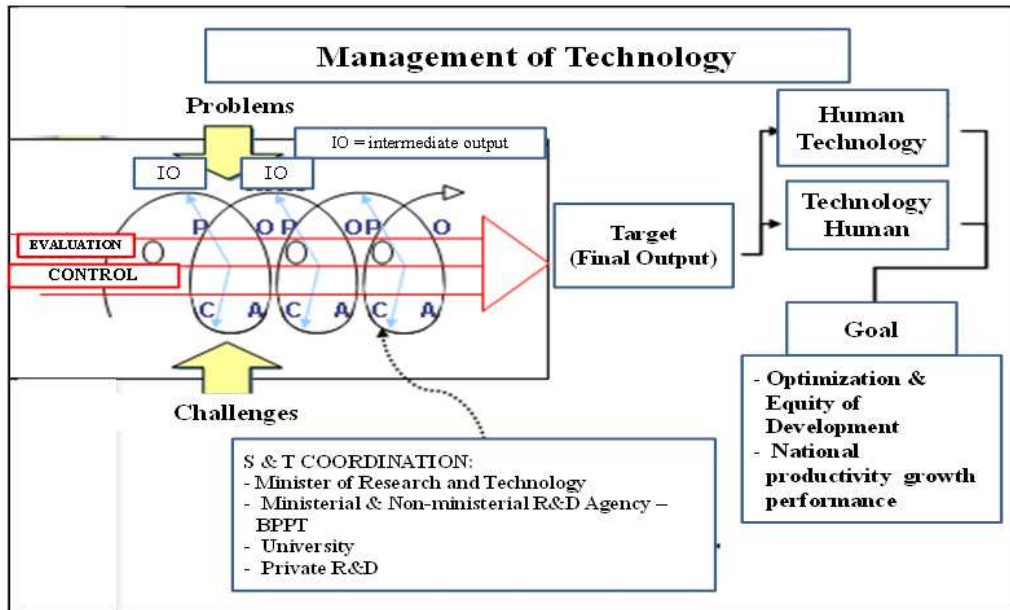 Management of Technology
Problems
IO = intermediate output
IO
IO
P
O
P
O
P
O
EVALUATION
CONTROL
C
A
C
A
C
A
Challenges
Target
(Final Output)
Human
Technology
Technology
Human
Goal
- Optimization &
Equity of
Development
- National
productivity growth
performance
S & T COORDINATION:
- Minister of Research and Technology
- Ministerial & Non-ministerial R&D Agency –
BPPT
- University
- Private R&D